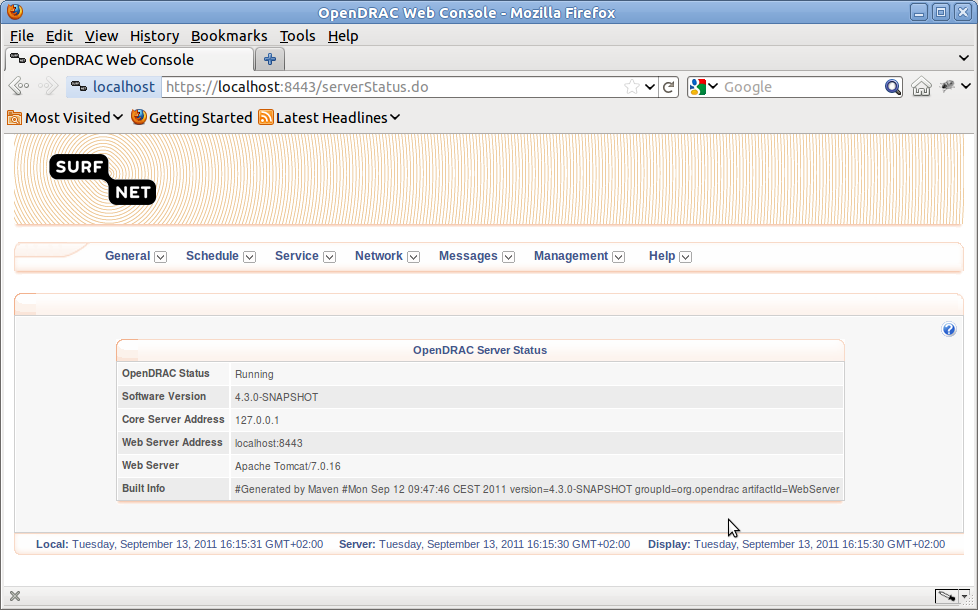 OpenDRAC Web Console - Mozilla Firefox
File Edit View History Bookmarks Tools Help
OpenDRAC Web Console
localhost https://localhost:8443/serverStatus.do Google
Most Visited Getting Started Latest Headlines
SURF
NET
General Schedule Service Network Messages Management Help
OpenDRAC Server Status
OpenDRAC Status Running
Software Version 4.3.0-SNAPSHOT
Core Server Address 127.0.0.1
Web Server Address localhost:8443
Web Server Apache Tomcat/7.0.16
Built Info #Generated by Maven #Mon Sep 12 09:47:46 CEST 2011 version=4.3.0-SNAPSHOT groupId=org.opendrac artifactId=WebServer
Local: Tuesday, September 13, 2011 16:15:31 GMT+02:00 Server: Tuesday, September 13, 2011 16:15:30 GMT+02:00 Display: Tuesday, September 13, 2011 16:15:30 GMT+02:00